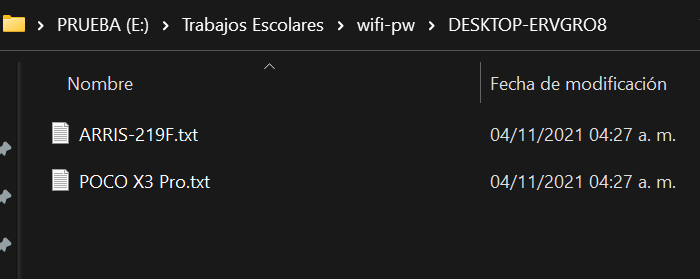 PRUEBA (E:) > Trabajos Escolares > wifi-pw > DESKTOP-ERVGRO8
Nombre Fecha de modificación
ARRIS-219F.txt 04/11/2021 04:27 a. m.
POCO X3 Pro.txt 04/11/2021 04:27 a. m.